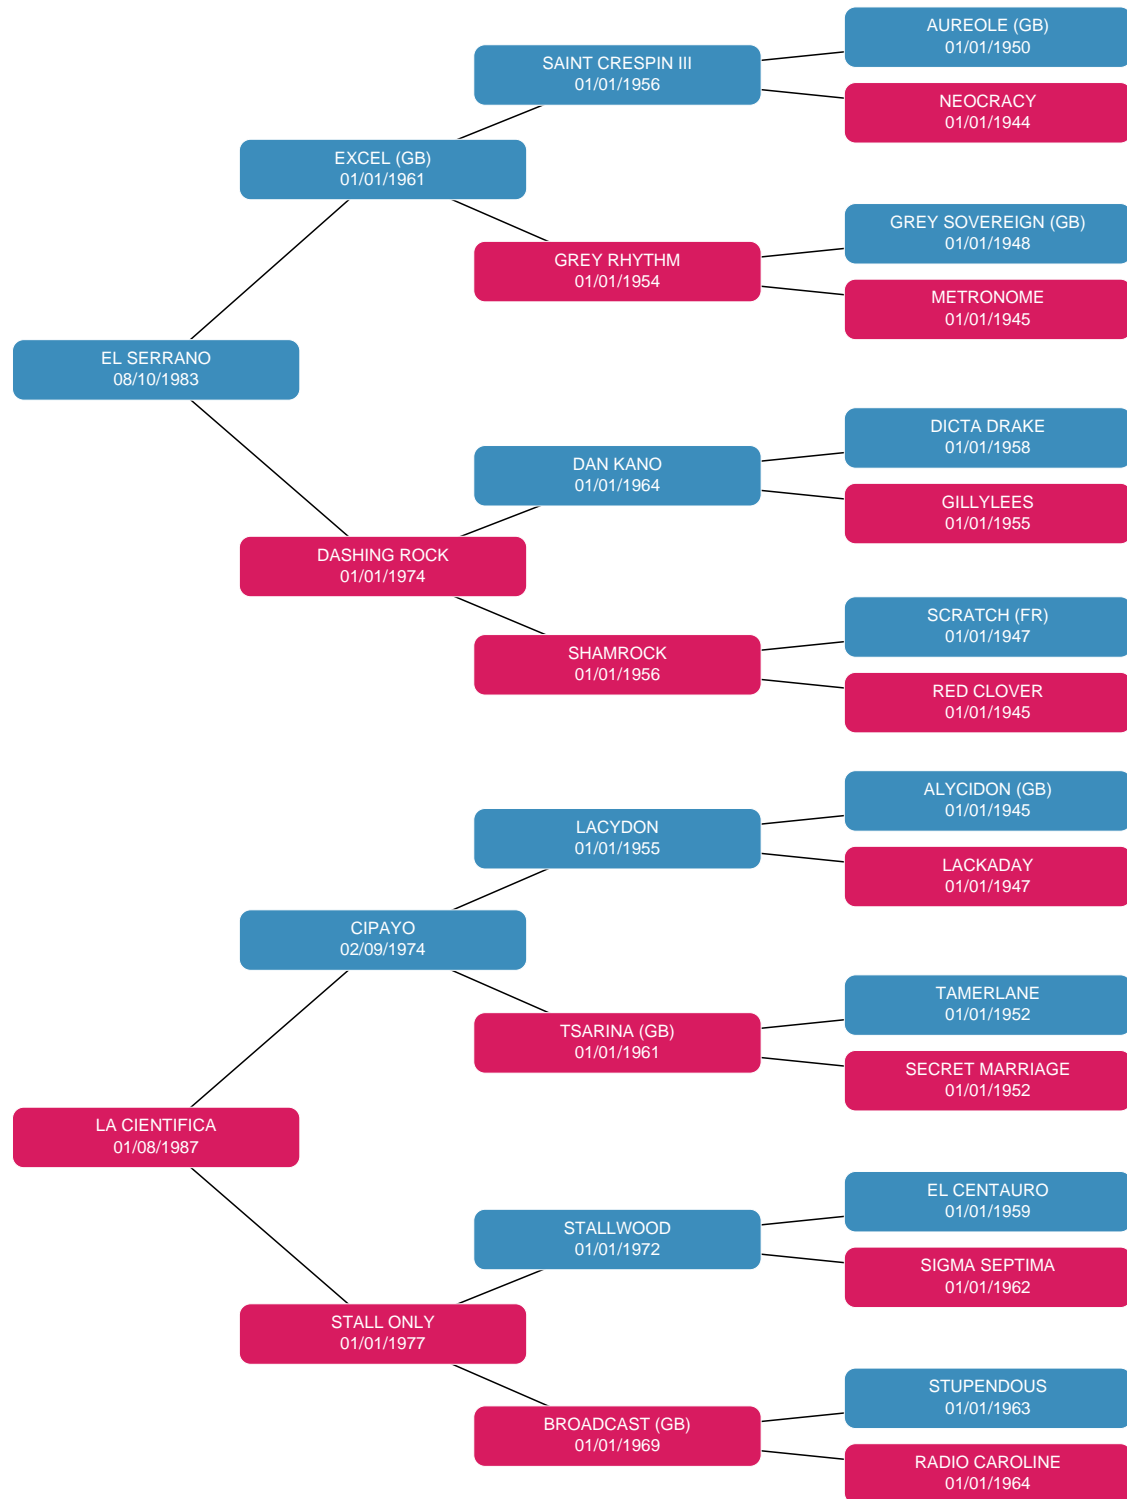 AUREOLE (GB)
01/01/1950
SAINT CRESPIN III
01/01/1956
NEOCRACY
01/01/1944
EXCEL (GB)
01/01/1961
GREY SOVEREIGN (GB)
01/01/1948
GREY RHYTHM
01/01/1954
METRONOME
01/01/1945
EL SERRANO
08/10/1983
DICTA DRAKE
01/01/1958
DAN KANO
01/01/1964
GILLYLEES
01/01/1955
DASHING ROCK
01/01/1974
SCRATCH (FR)
01/01/1947
SHAMROCK
01/01/1956
RED CLOVER
01/01/1945
ALYCIDON (GB)
01/01/1945
LACYDON
01/01/1955
LACKADAY
01/01/1947
CIPAYO
02/09/1974
TAMERLANE
01/01/1952
TSARINA (GB)
01/01/1961
SECRET MARRIAGE
01/01/1952
LA CIENTIFICA
01/08/1987
EL CENTAURO
01/01/1959
STALLWOOD
01/01/1972
SIGMA SEPTIMA
01/01/1962
STALL ONLY
01/01/1977
STUPENDOUS
01/01/1963
BROADCAST (GB)
01/01/1969
RADIO CAROLINE
01/01/1964